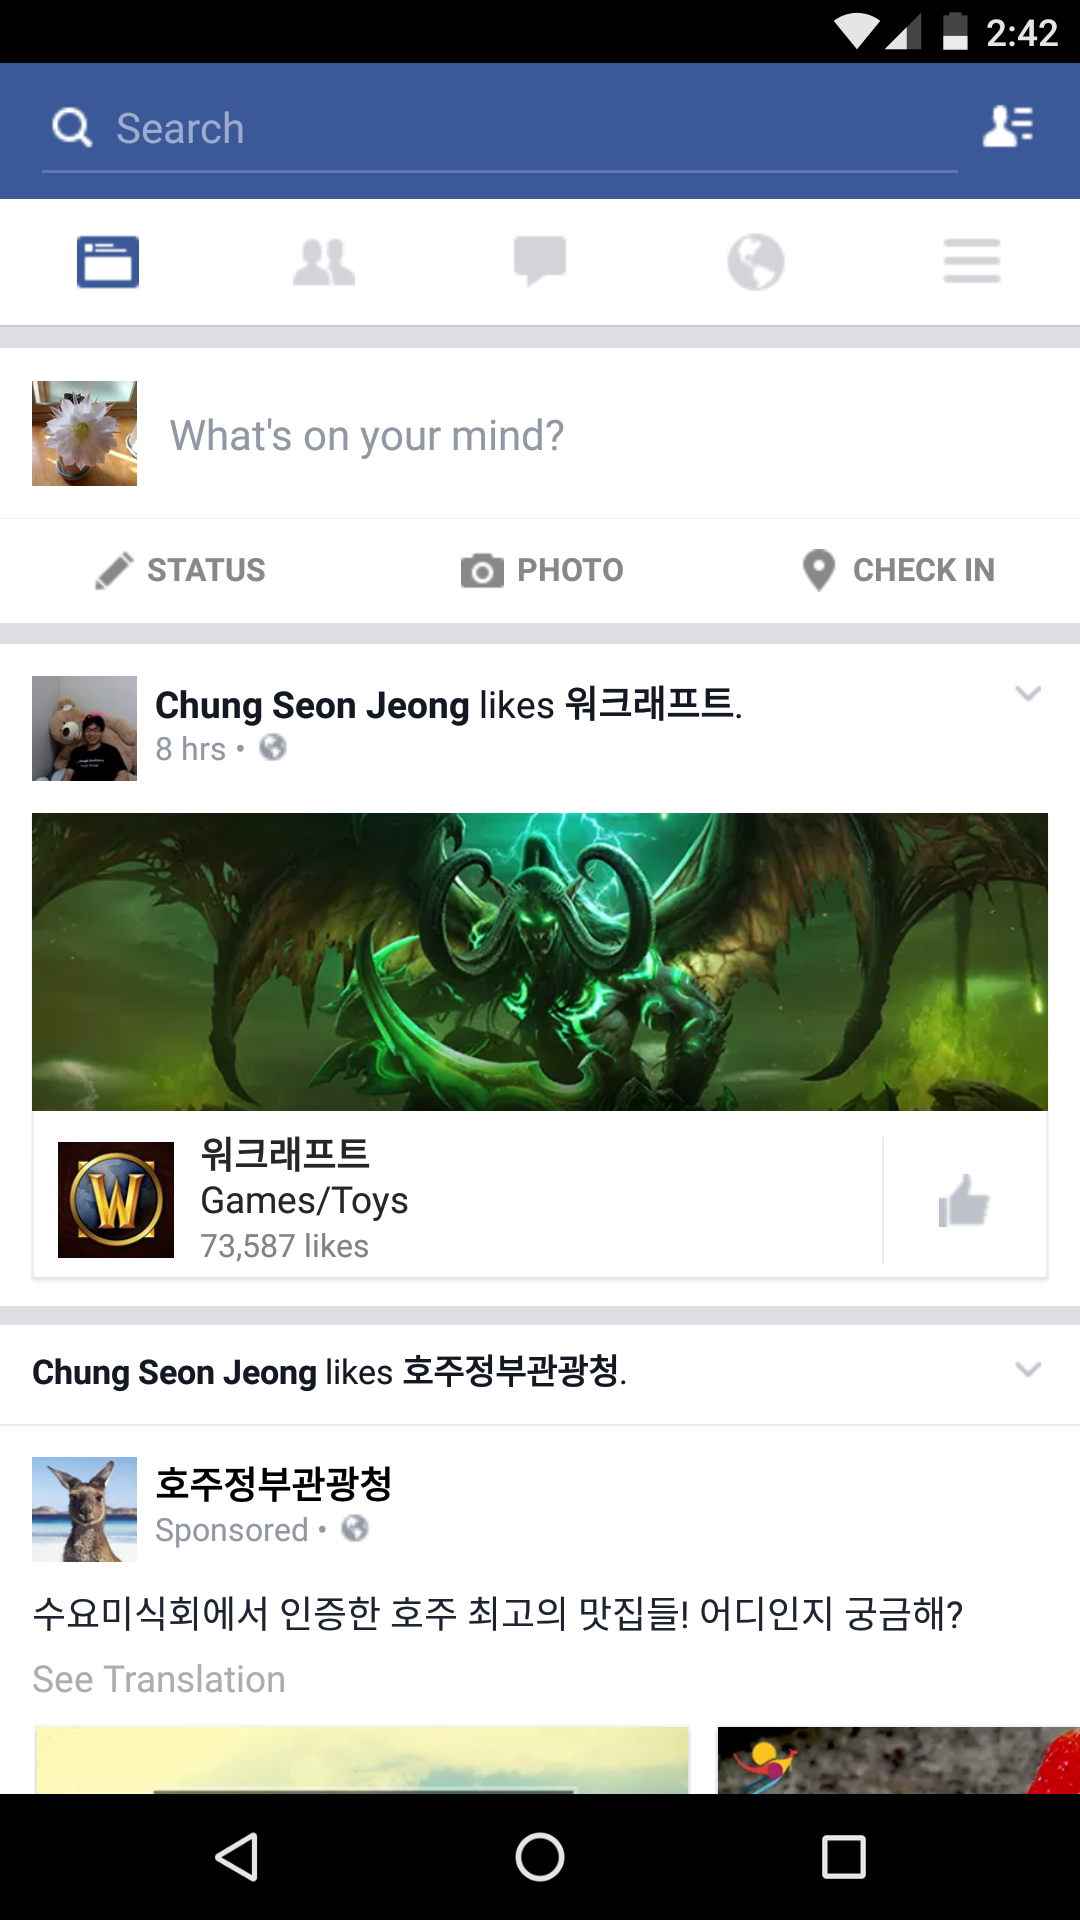 2:42
Search
What's on your mind?
STATUS
PHOTO
CHECK IN
Chung Seon Jeong likes 워크래프트.
8 hrs •
W
워크래프트
Games/Toys
73,587 likes
Chung Seon Jeong likes 호주정부관광청.
호주정부관광청
Sponsored •
수요미식회에서 인증한 호주 최고의 맛집들! 어디인지 궁금해?
See Translation